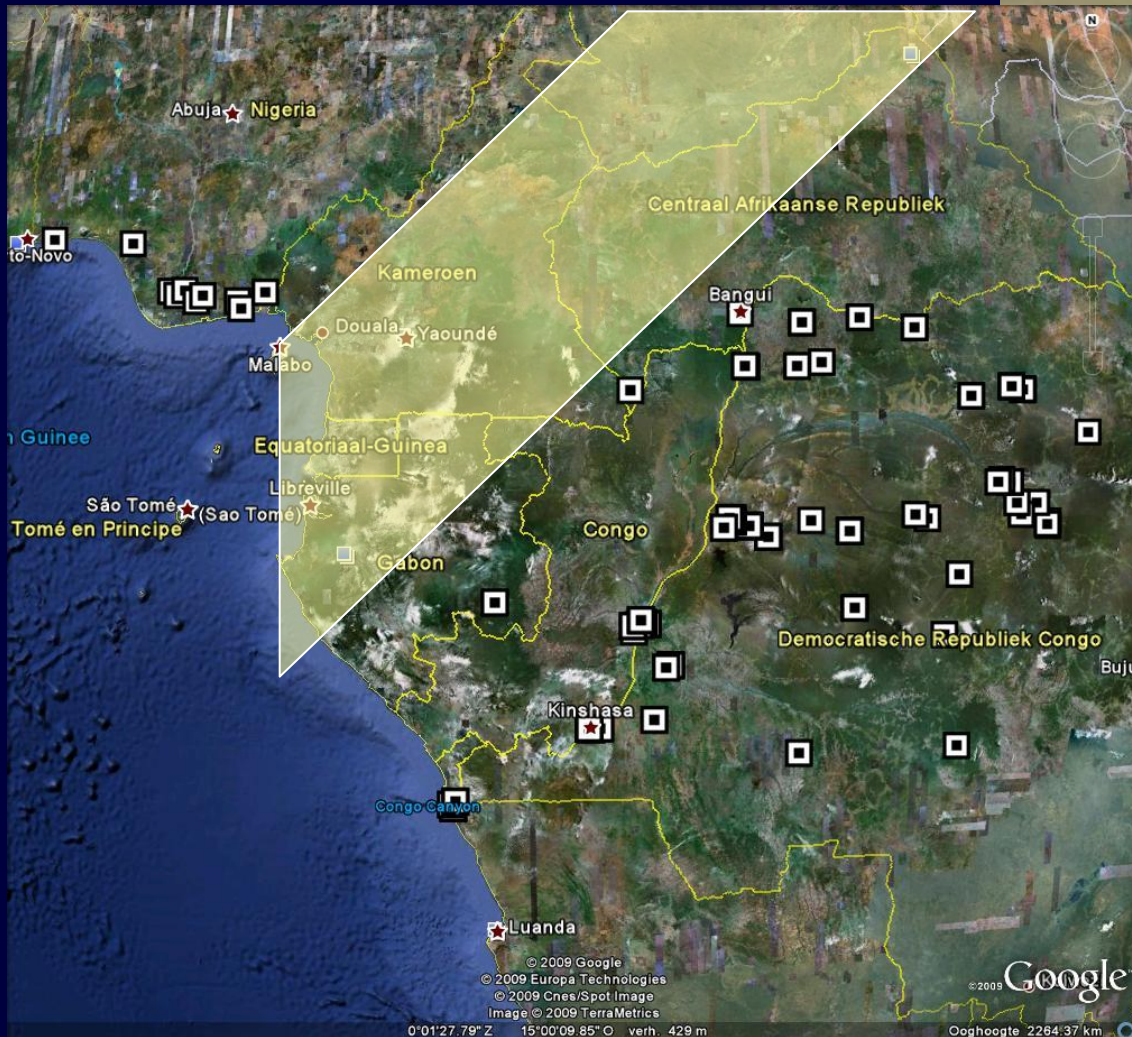 N
Abuja
Nigeria
Centraal Afrikaanse Republiek
rto-Novo
Kameroen
Bangui
Douala
Yaoundé
Malabo
n Guinee
Equatoriaal-Guinea
Libreville
São Tomé
(Sao Tomé)
Tomé en Principe
Congo
Gabon
Democratische Republiek Congo
Buju
Kinshasa
Congo Canyon
Luanda
© 2009 Google
© 2009 Europa Technologies
© 2009 Cnes/Spot Image
Image © 2009 TerraMetrics
©2009 Google
0°01'27.79" Z 15°00'09.85" O verh. 429 m
Ooghoogte 2264.37 km